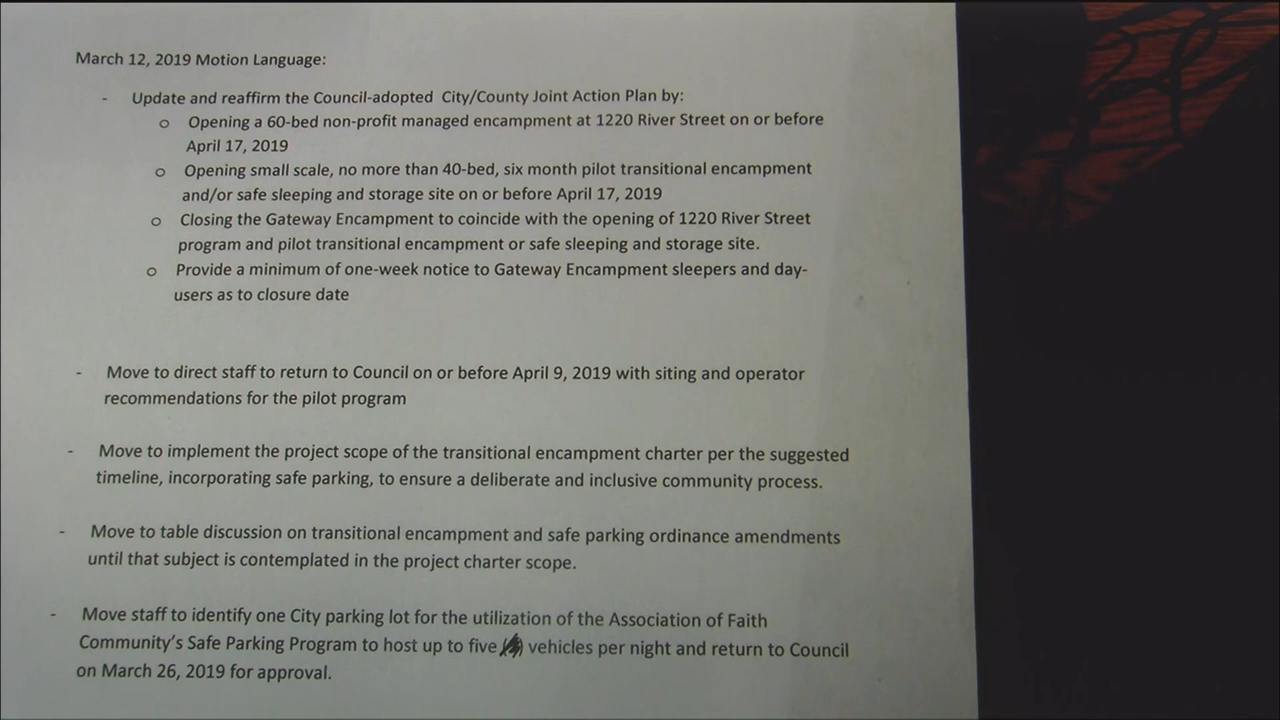 March 12, 2019 Motion Language:
- Update and reaffirm the Council-adopted City/County Joint Action Plan by:
o Opening a 60-bed non-profit managed encampment at 1220 River Street on or before
April 17, 2019
o Opening small scale, no more than 40-bed, six month pilot transitional encampment
and/or safe sleeping and storage site on or before April 17, 2019
o Closing the Gateway Encampment to coincide with the opening of 1220 River Street
program and pilot transitional encampment or safe sleeping and storage site.
o Provide a minimum of one-week notice to Gateway Encampment sleepers and day-
users as to closure date
- Move to direct staff to return to Council on or before April 9, 2019 with siting and operator
recommendations for the pilot program
- Move to implement the project scope of the transitional encampment charter per the suggested
timeline, incorporating safe parking, to ensure a deliberate and inclusive community process.
- Move to table discussion on transitional encampment and safe parking ordinance amendments
until that subject is contemplated in the project charter scope.
- Move staff to identify one City parking lot for the utilization of the Association of Faith
Community's Safe Parking Program to host up to five vehicles per night and return to Council
on March 26, 2019 for approval.